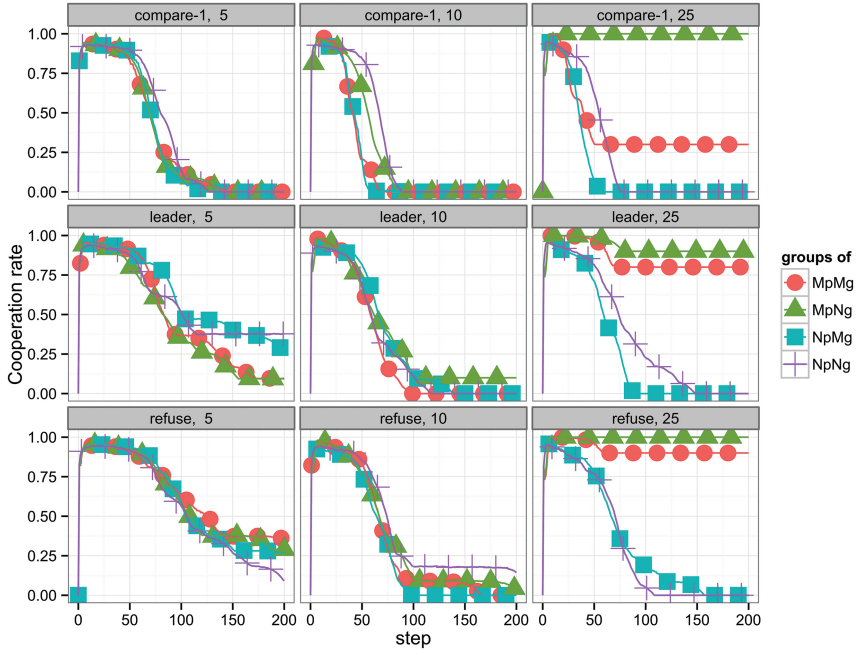 compare-1, 5
compare-1, 10
compare-1, 25
1.00
0.75
0.50
0.25
0.00
leader, 5
leader, 10
leader, 25
1.00
0.75
0.50
0.25
0.00
refuse, 5
refuse, 10
refuse, 25
1.00
0.75
0.50
0.25
0.00
0 50 100 150 200
0 50 100 150 200
0 50 100 150 200
step
Cooperation rate
groups of
MpMg
MpNg
NpMg
NpNg